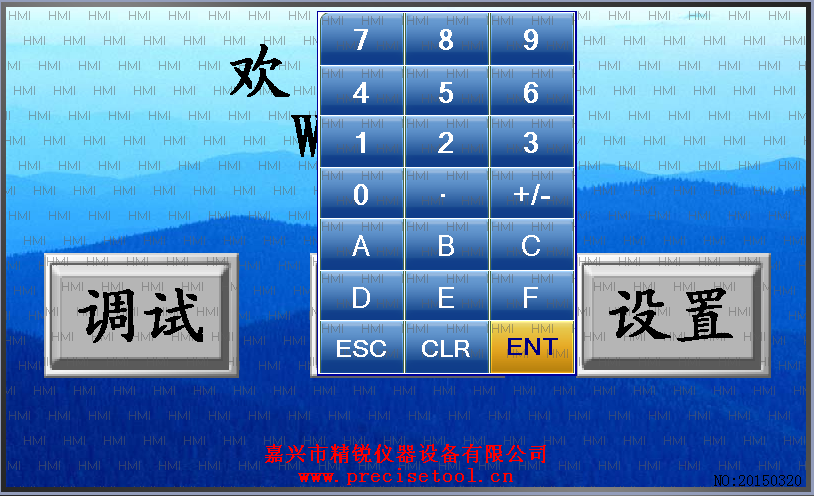 欢
W
7 8 9
4 5 6
1 2 3
0 . +/-
A B C
D E F
ESC CLR ENT
调试
设置
嘉兴市精锐仪器设备有限公司
www.precisetool.cn
NO:20150320
HMI